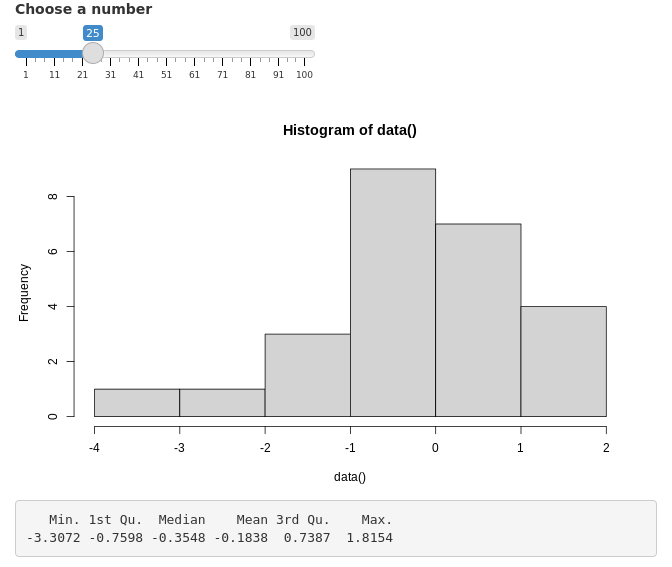 Choose a number
1 25 100
1 11 21 31 41 51 61 71 81 91 100
Histogram of data()
Frequency
8
6
4
2
0
-4 -3 -2 -1 0 1 2
data()
Min. 1st Qu. Median Mean 3rd Qu. Max.
-3.3072 -0.7598 -0.3548 -0.1838 0.7387 1.8154